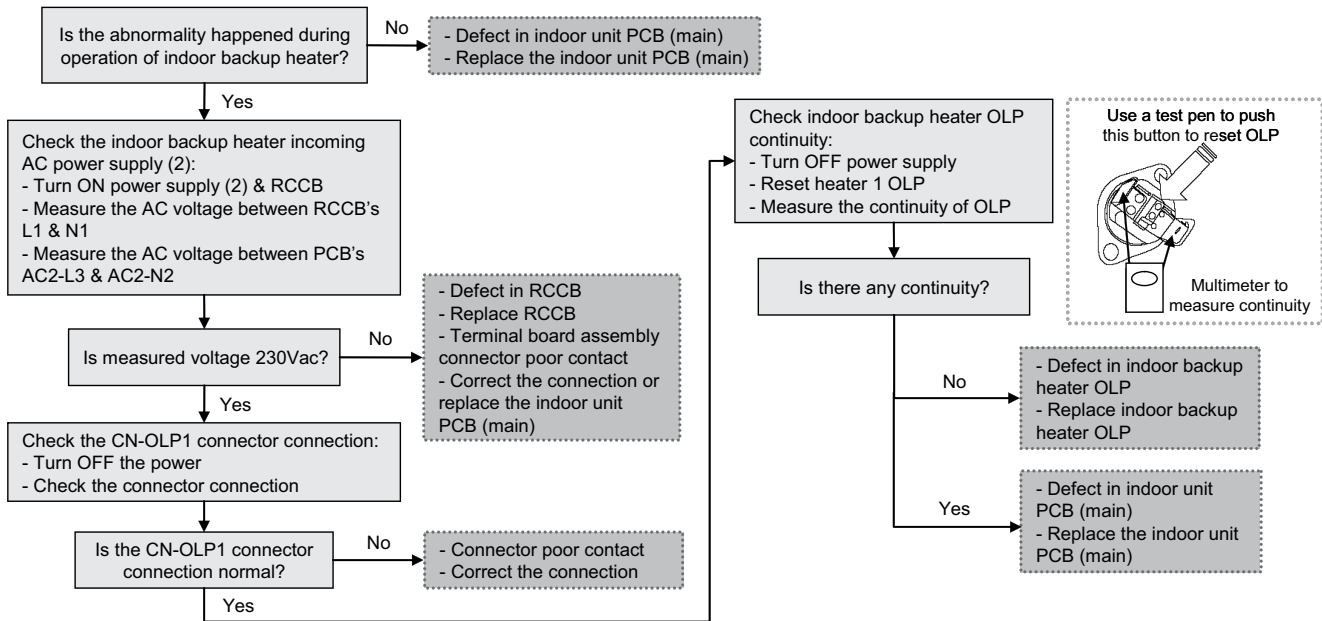 Is the abnormality happened during
operation of indoor backup heater?
No
- Defect in indoor unit PCB (main)
- Replace the indoor unit PCB (main)
Yes
Check the indoor backup heater incoming
AC power supply (2):
- Turn ON power supply (2) & RCCB
- Measure the AC voltage between RCCB's
L1 & N1
- Measure the AC voltage between PCB's
AC2-L3 & AC2-N2
Is measured voltage 230Vac?
No
- Defect in RCCB
- Replace RCCB
- Terminal board assembly
connector poor contact
- Correct the connection or
replace the indoor unit
PCB (main)
Yes
Check the CN-OLP1 connector connection:
- Turn OFF the power
- Check the connector connection
Is the CN-OLP1 connector
connection normal?
No
- Connector poor contact
- Correct the connection
Yes
Check indoor backup heater OLP
continuity:
- Turn OFF power supply
- Reset heater 1 OLP
- Measure the continuity of OLP
Is there any continuity?
No
- Defect in indoor backup
heater OLP
- Replace indoor backup
heater OLP
Yes
- Defect in indoor unit
PCB (main)
- Replace the indoor unit
PCB (main)
Use a test pen to push
this button to reset OLP
Multimeter to
measure continuity